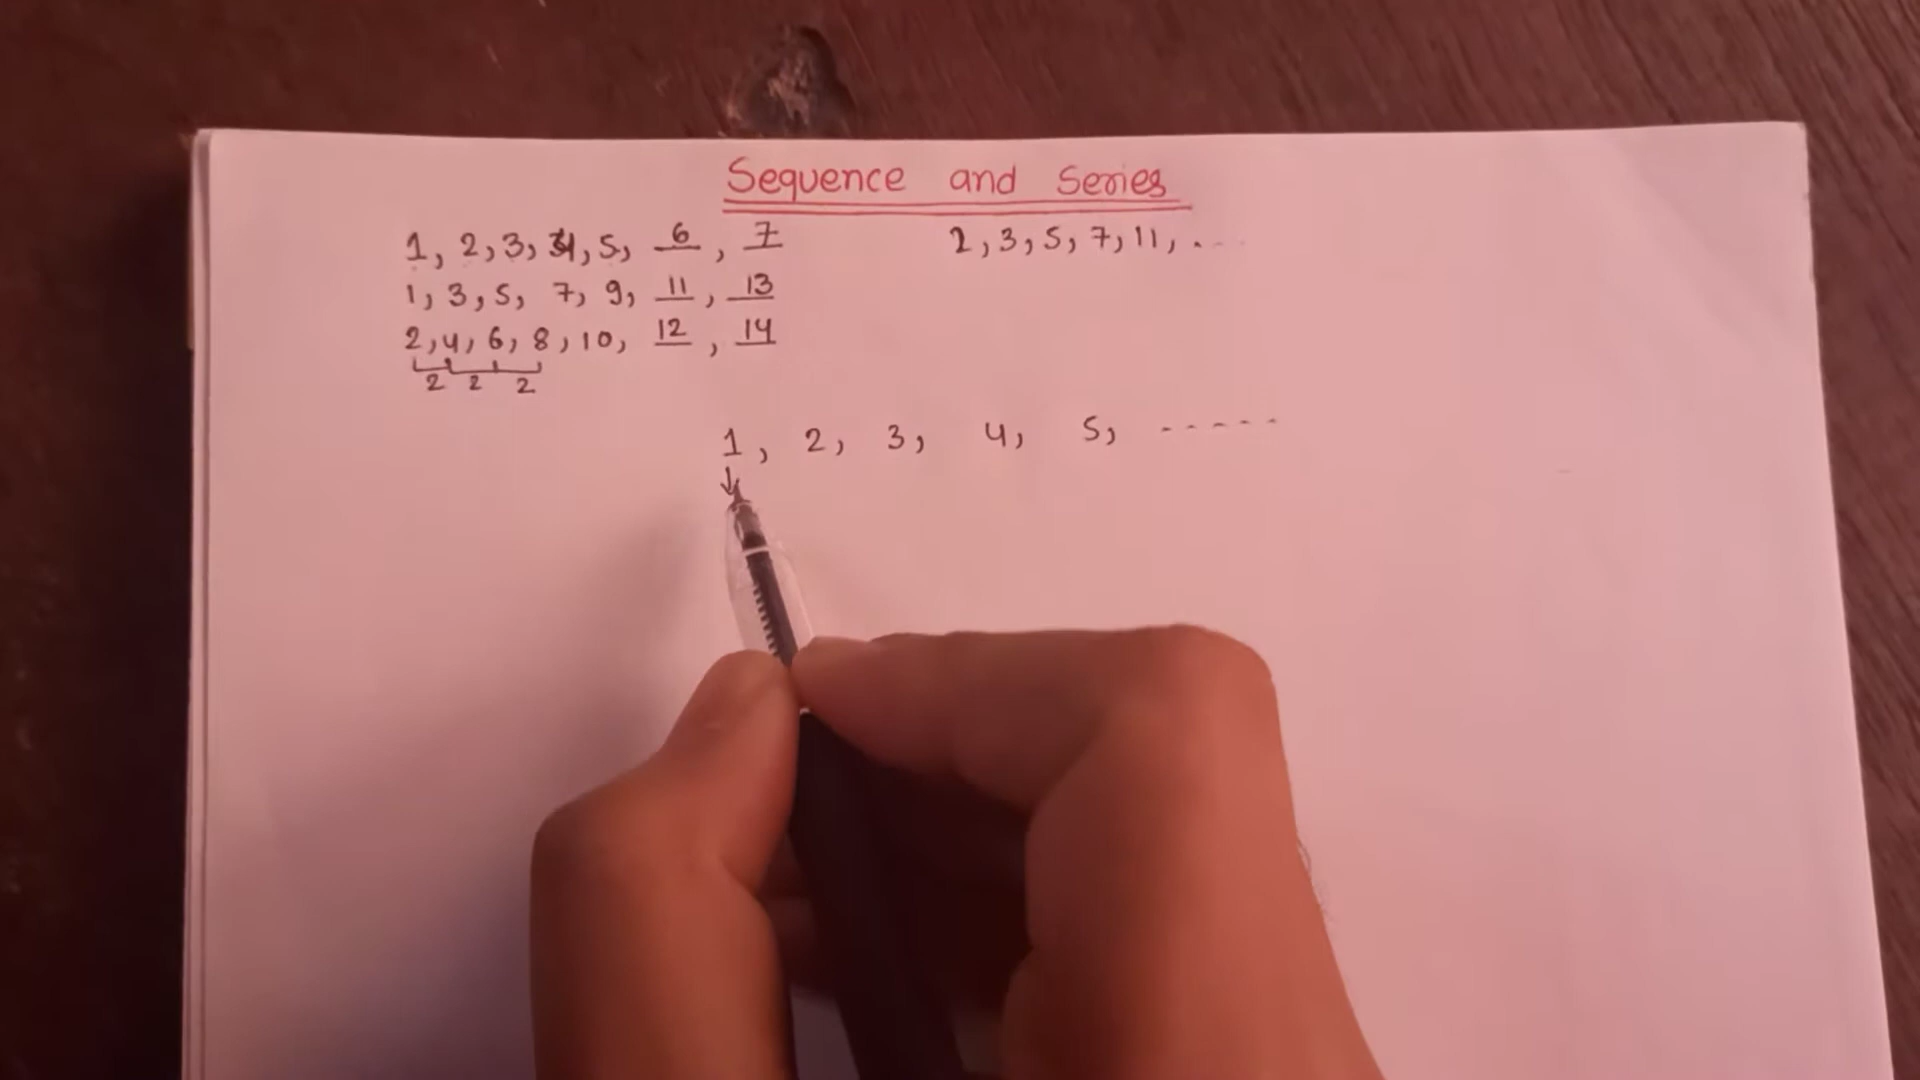 Sequence and Series
1, 2, 3, 4, 5, 6, 7
2, 3, 5, 7, 11, ....
1, 3, 5, 7, 9, 11, 13
2, 4, 6, 8, 10, 12, 14
2 2 2
1, 2, 3, 4, 5, -----